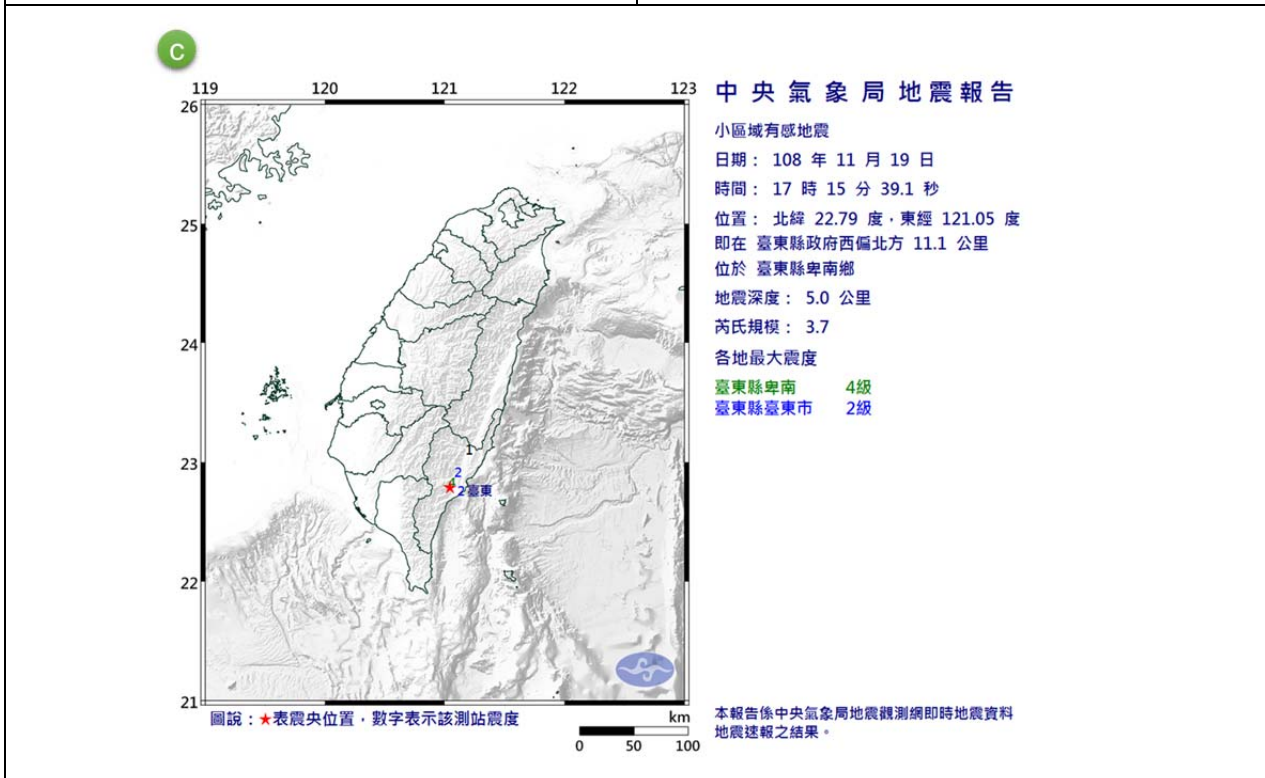 C
119 120 121 122 123
26
25
24
23
22
21
1
2
2臺東
圖說：★表震央位置，數字表示該測站震度
km
0 50 100
中央氣象局地震報告
小區域有感地震
日期： 108 年 11 月 19 日
時間： 17 時 15 分 39.1 秒
位置： 北緯 22.79 度，東經 121.05 度
即在 臺東縣政府西偏北方 11.1 公里
位於 臺東縣卑南鄉
地震深度： 5.0 公里
芮氏規模： 3.7
各地最大震度
臺東縣卑南 4級
臺東縣臺東市 2級
本報告係中央氣象局地震觀測網即時地震資料
地震速報之結果。